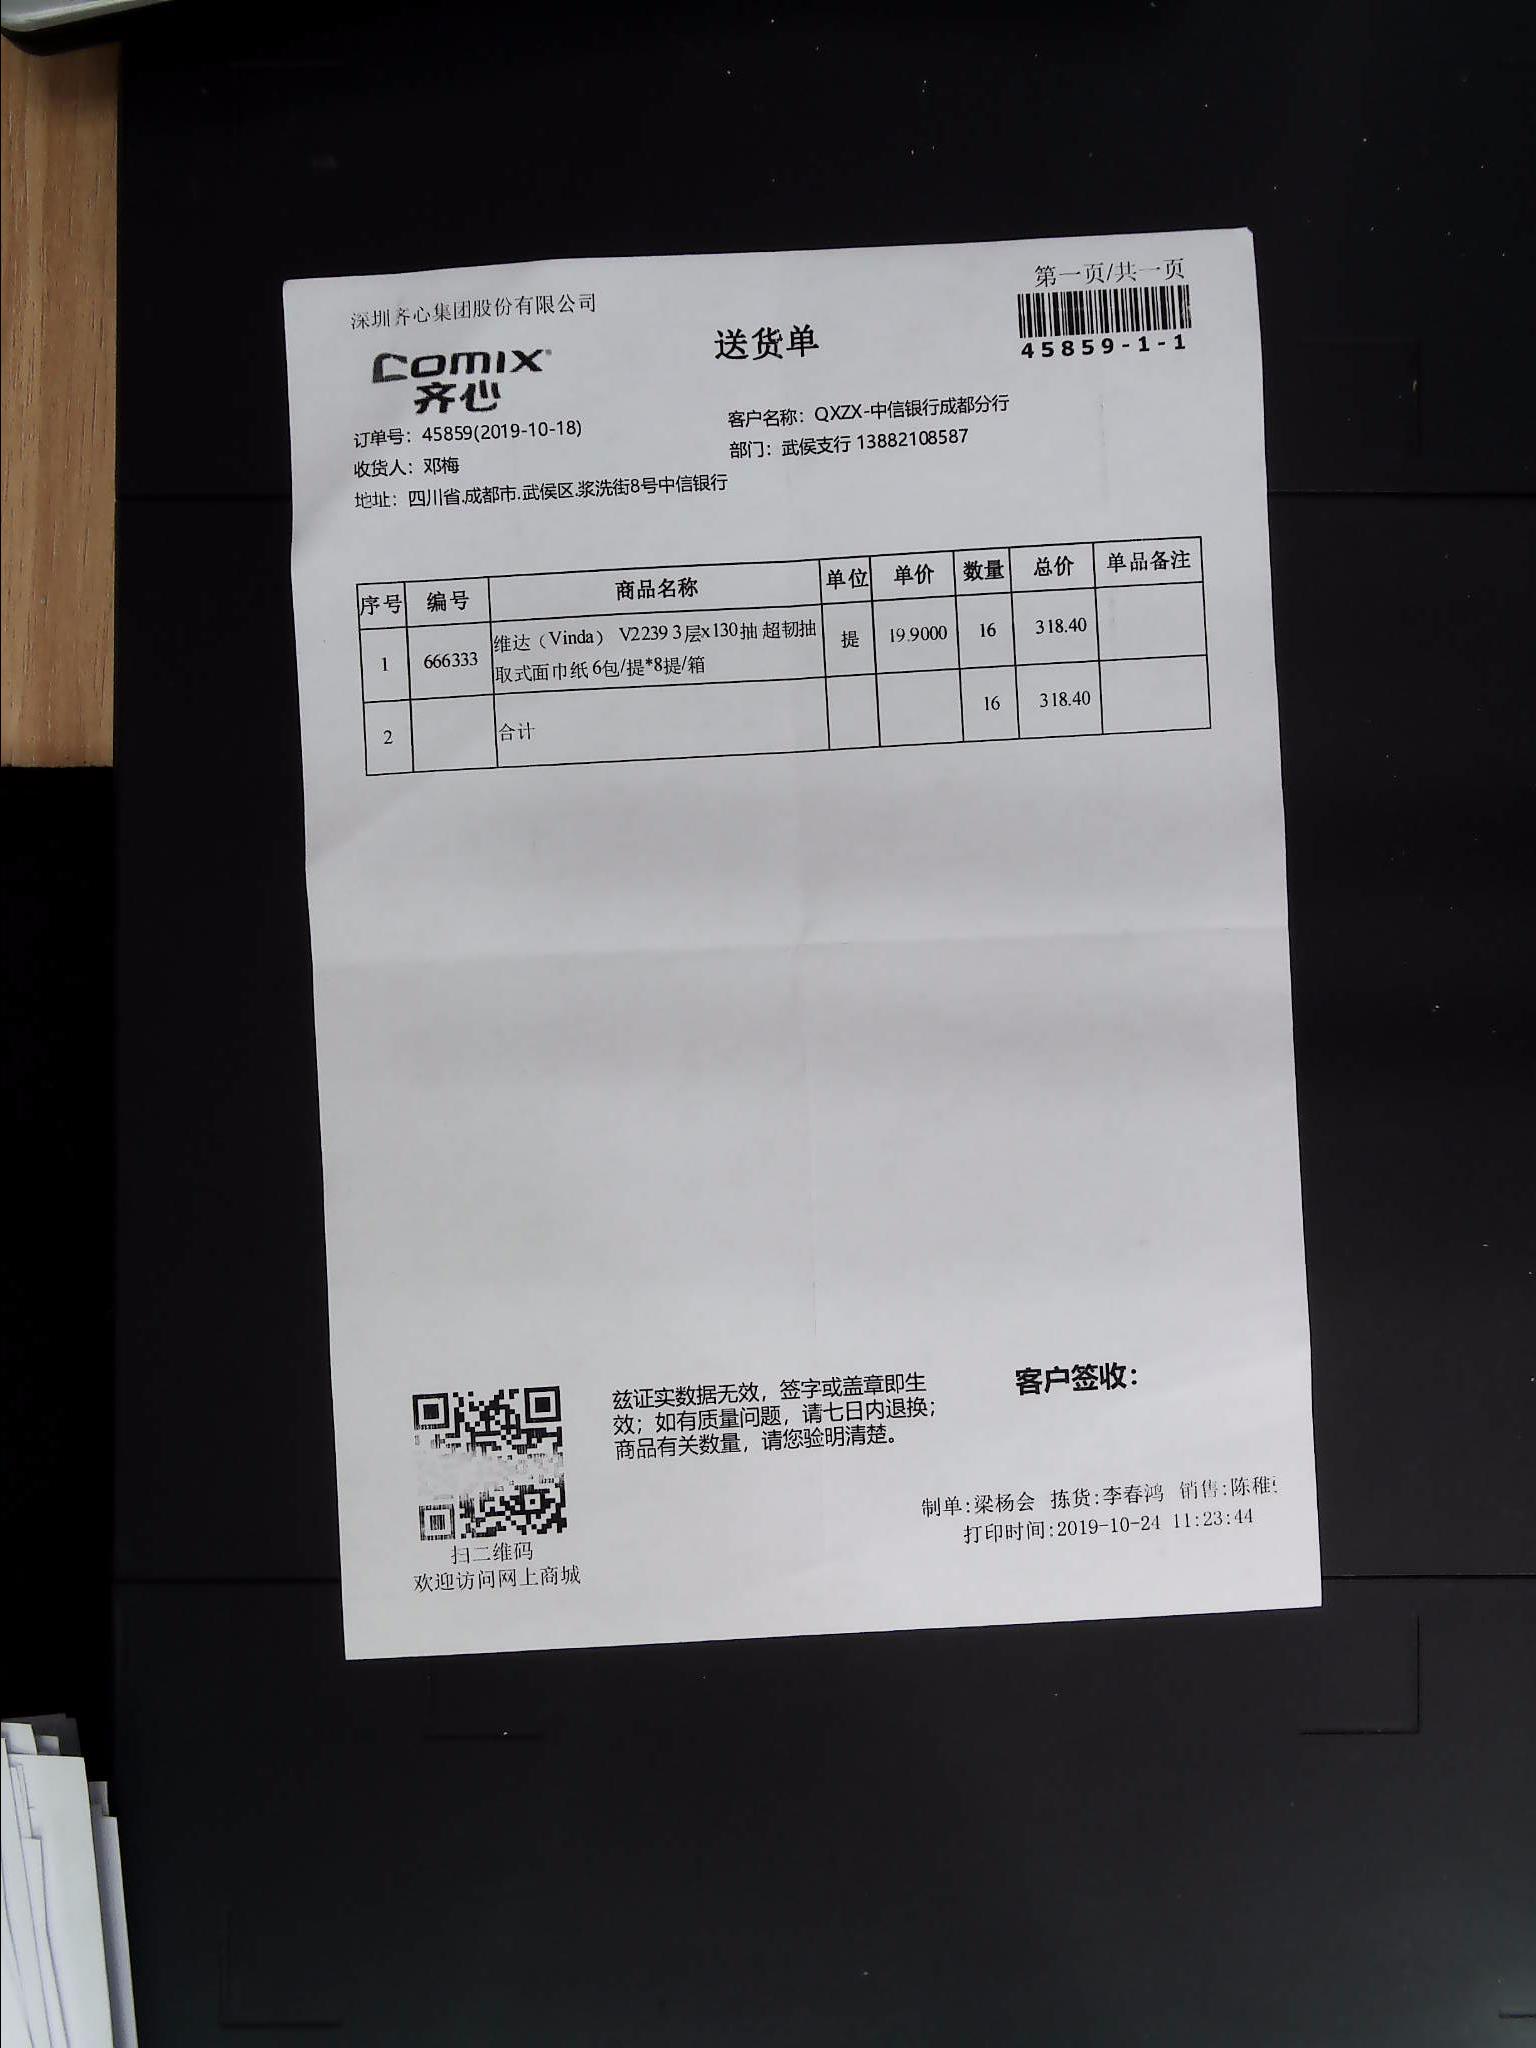 第一页/共一页
深圳齐心集团股份有限公司
45859-1-1
comix
齐心
送货单
订单号：45859(2019-10-18)
客户名称：QXZX-中信银行成都分行
收货人：邓梅
部门：武侯支行 13882108587
地址：四川省.成都市.武侯区.浆洗街8号中信银行
序号 编号 商品名称 单位 单价 数量 总价 单品备注
1 666333 维达（Vinda） V2239 3层x130抽 超韧抽 提 19.9000 16 318.40
取式面巾纸 6包/提*8提/箱
2 合计 16 318.40
兹证实数据无效，签字或盖章即生
效；如有质量问题，请七日内退换；
商品有关数量，请您验明清楚。
客户签收：
制单:梁杨会 拣货:李春鸿 销售:陈稚
打印时间:2019-10-24 11:23:44
扫二维码
欢迎访问网上商城